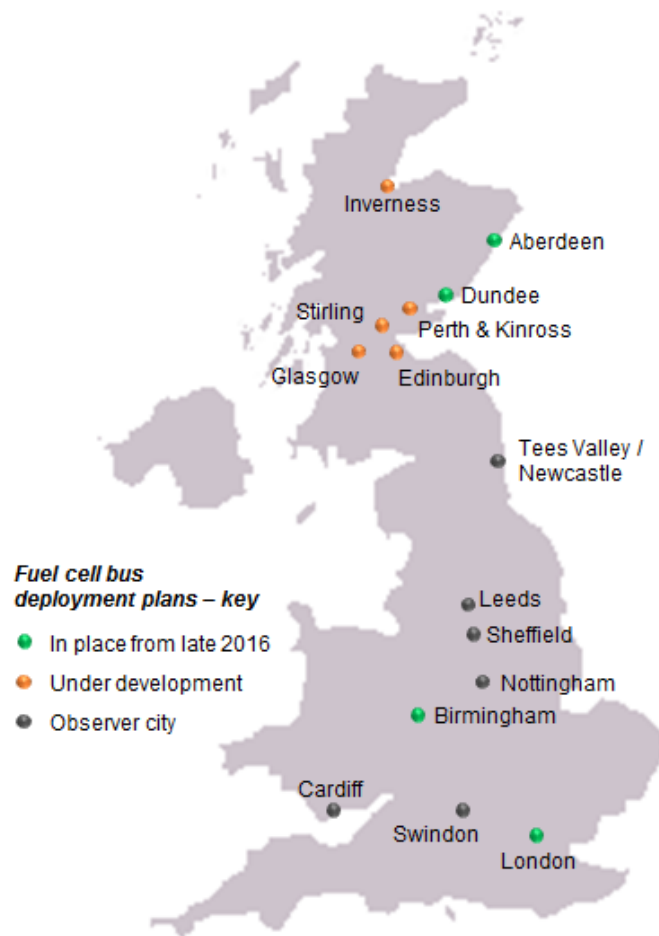 Inverness
Aberdeen
Dundee
Stirling
Perth & Kinross
Glasgow
Edinburgh
Tees Valley /
Newcastle
Fuel cell bus
deployment plans – key
In place from late 2016
Under development
Observer city
Leeds
Sheffield
Nottingham
Birmingham
Cardiff
Swindon
London